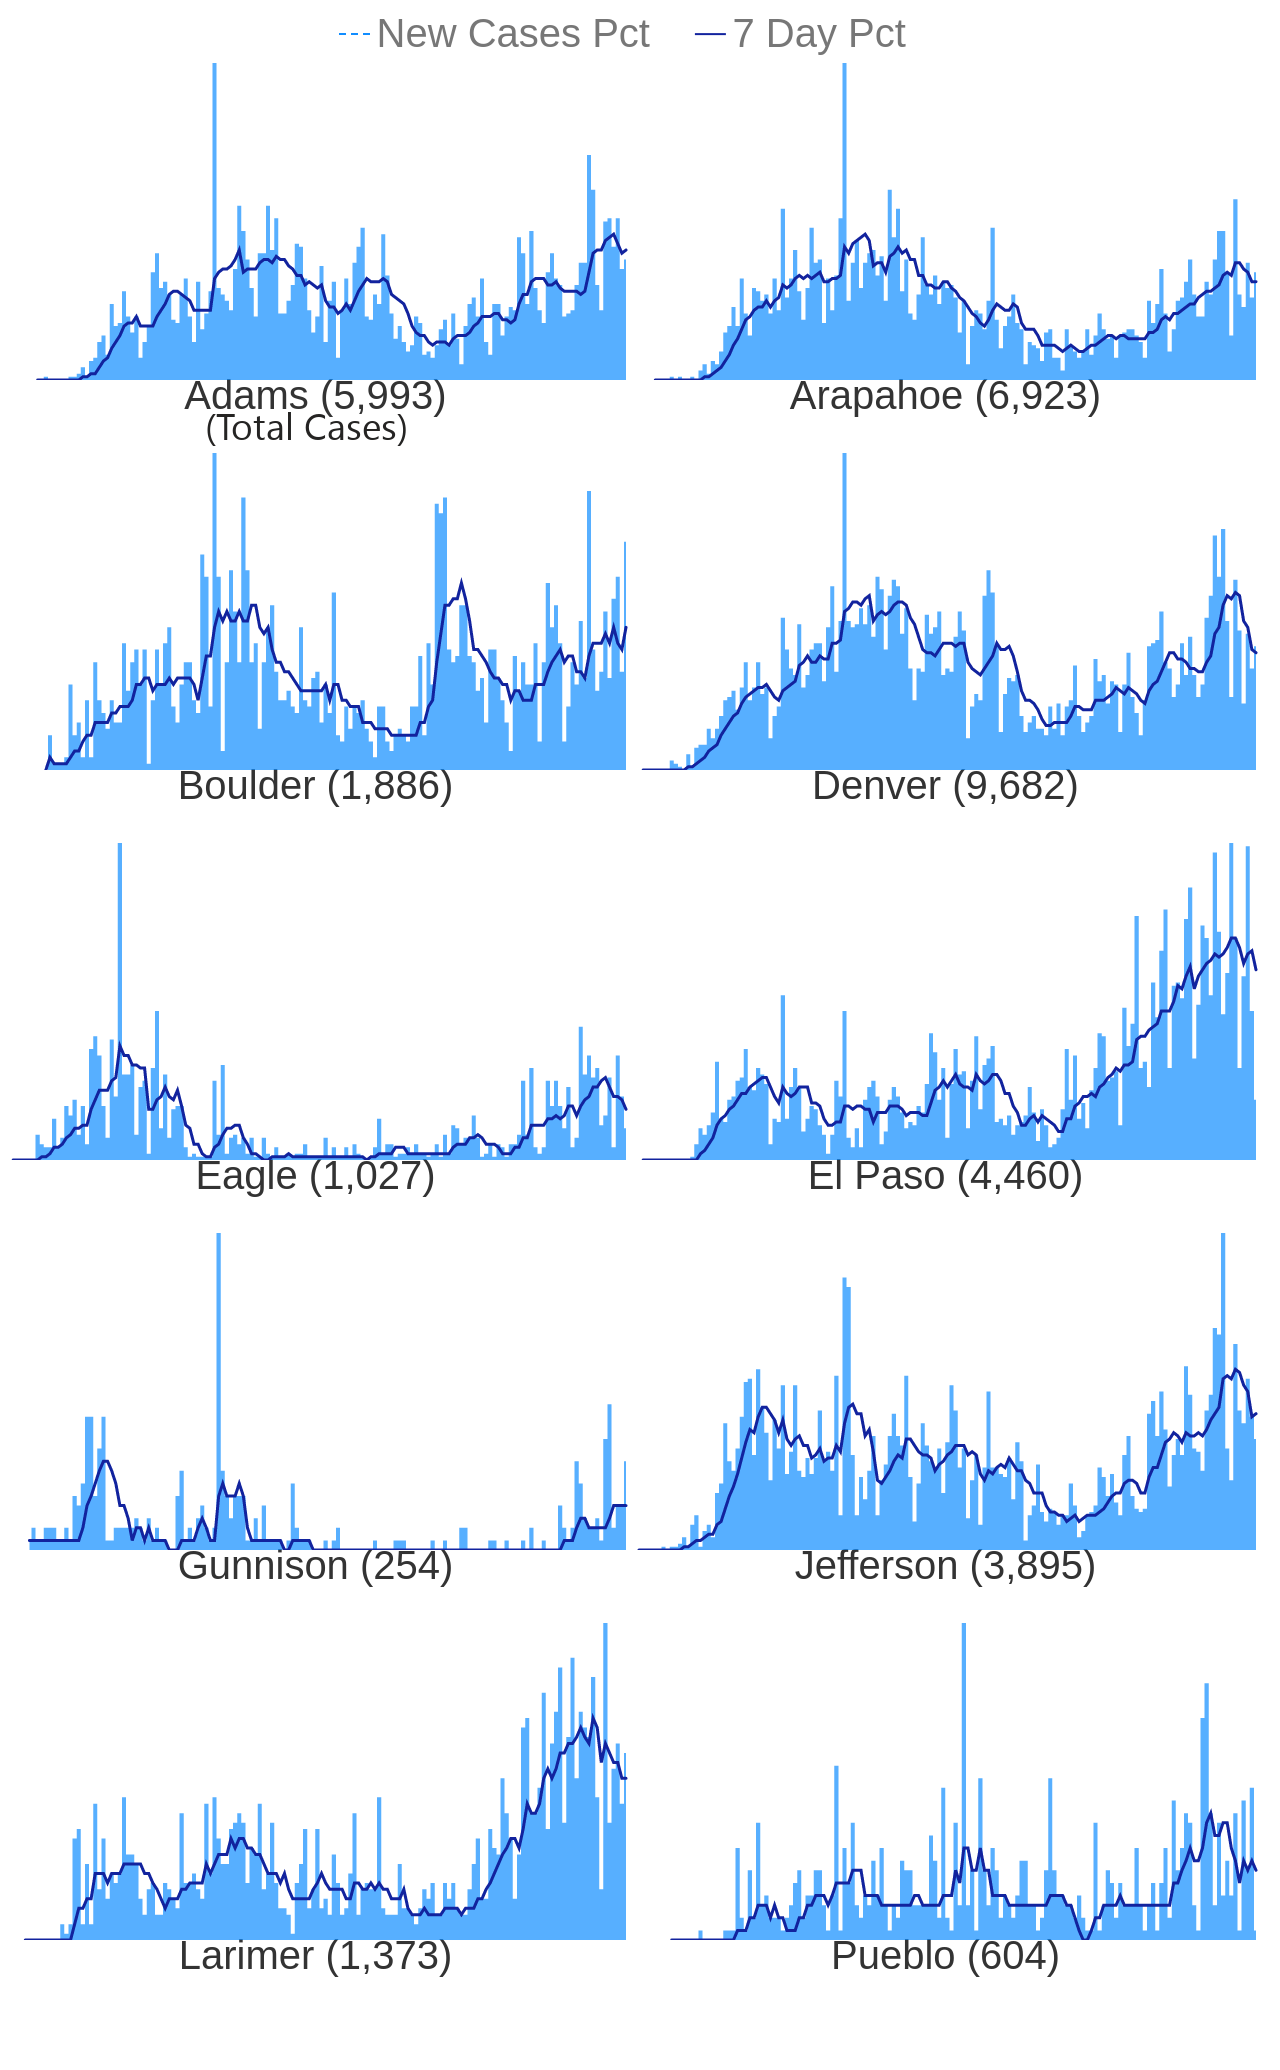 New Cases Pct 7 Day Pct
Adams (5,993) Arapahoe (6,923)
(Total Cases)
Boulder (1,886) Denver (9,682)
Eagle (1,027) El Paso (4,460)
Gunnison (254) Jefferson (3,895)
Larimer (1,373) Pueblo (604)